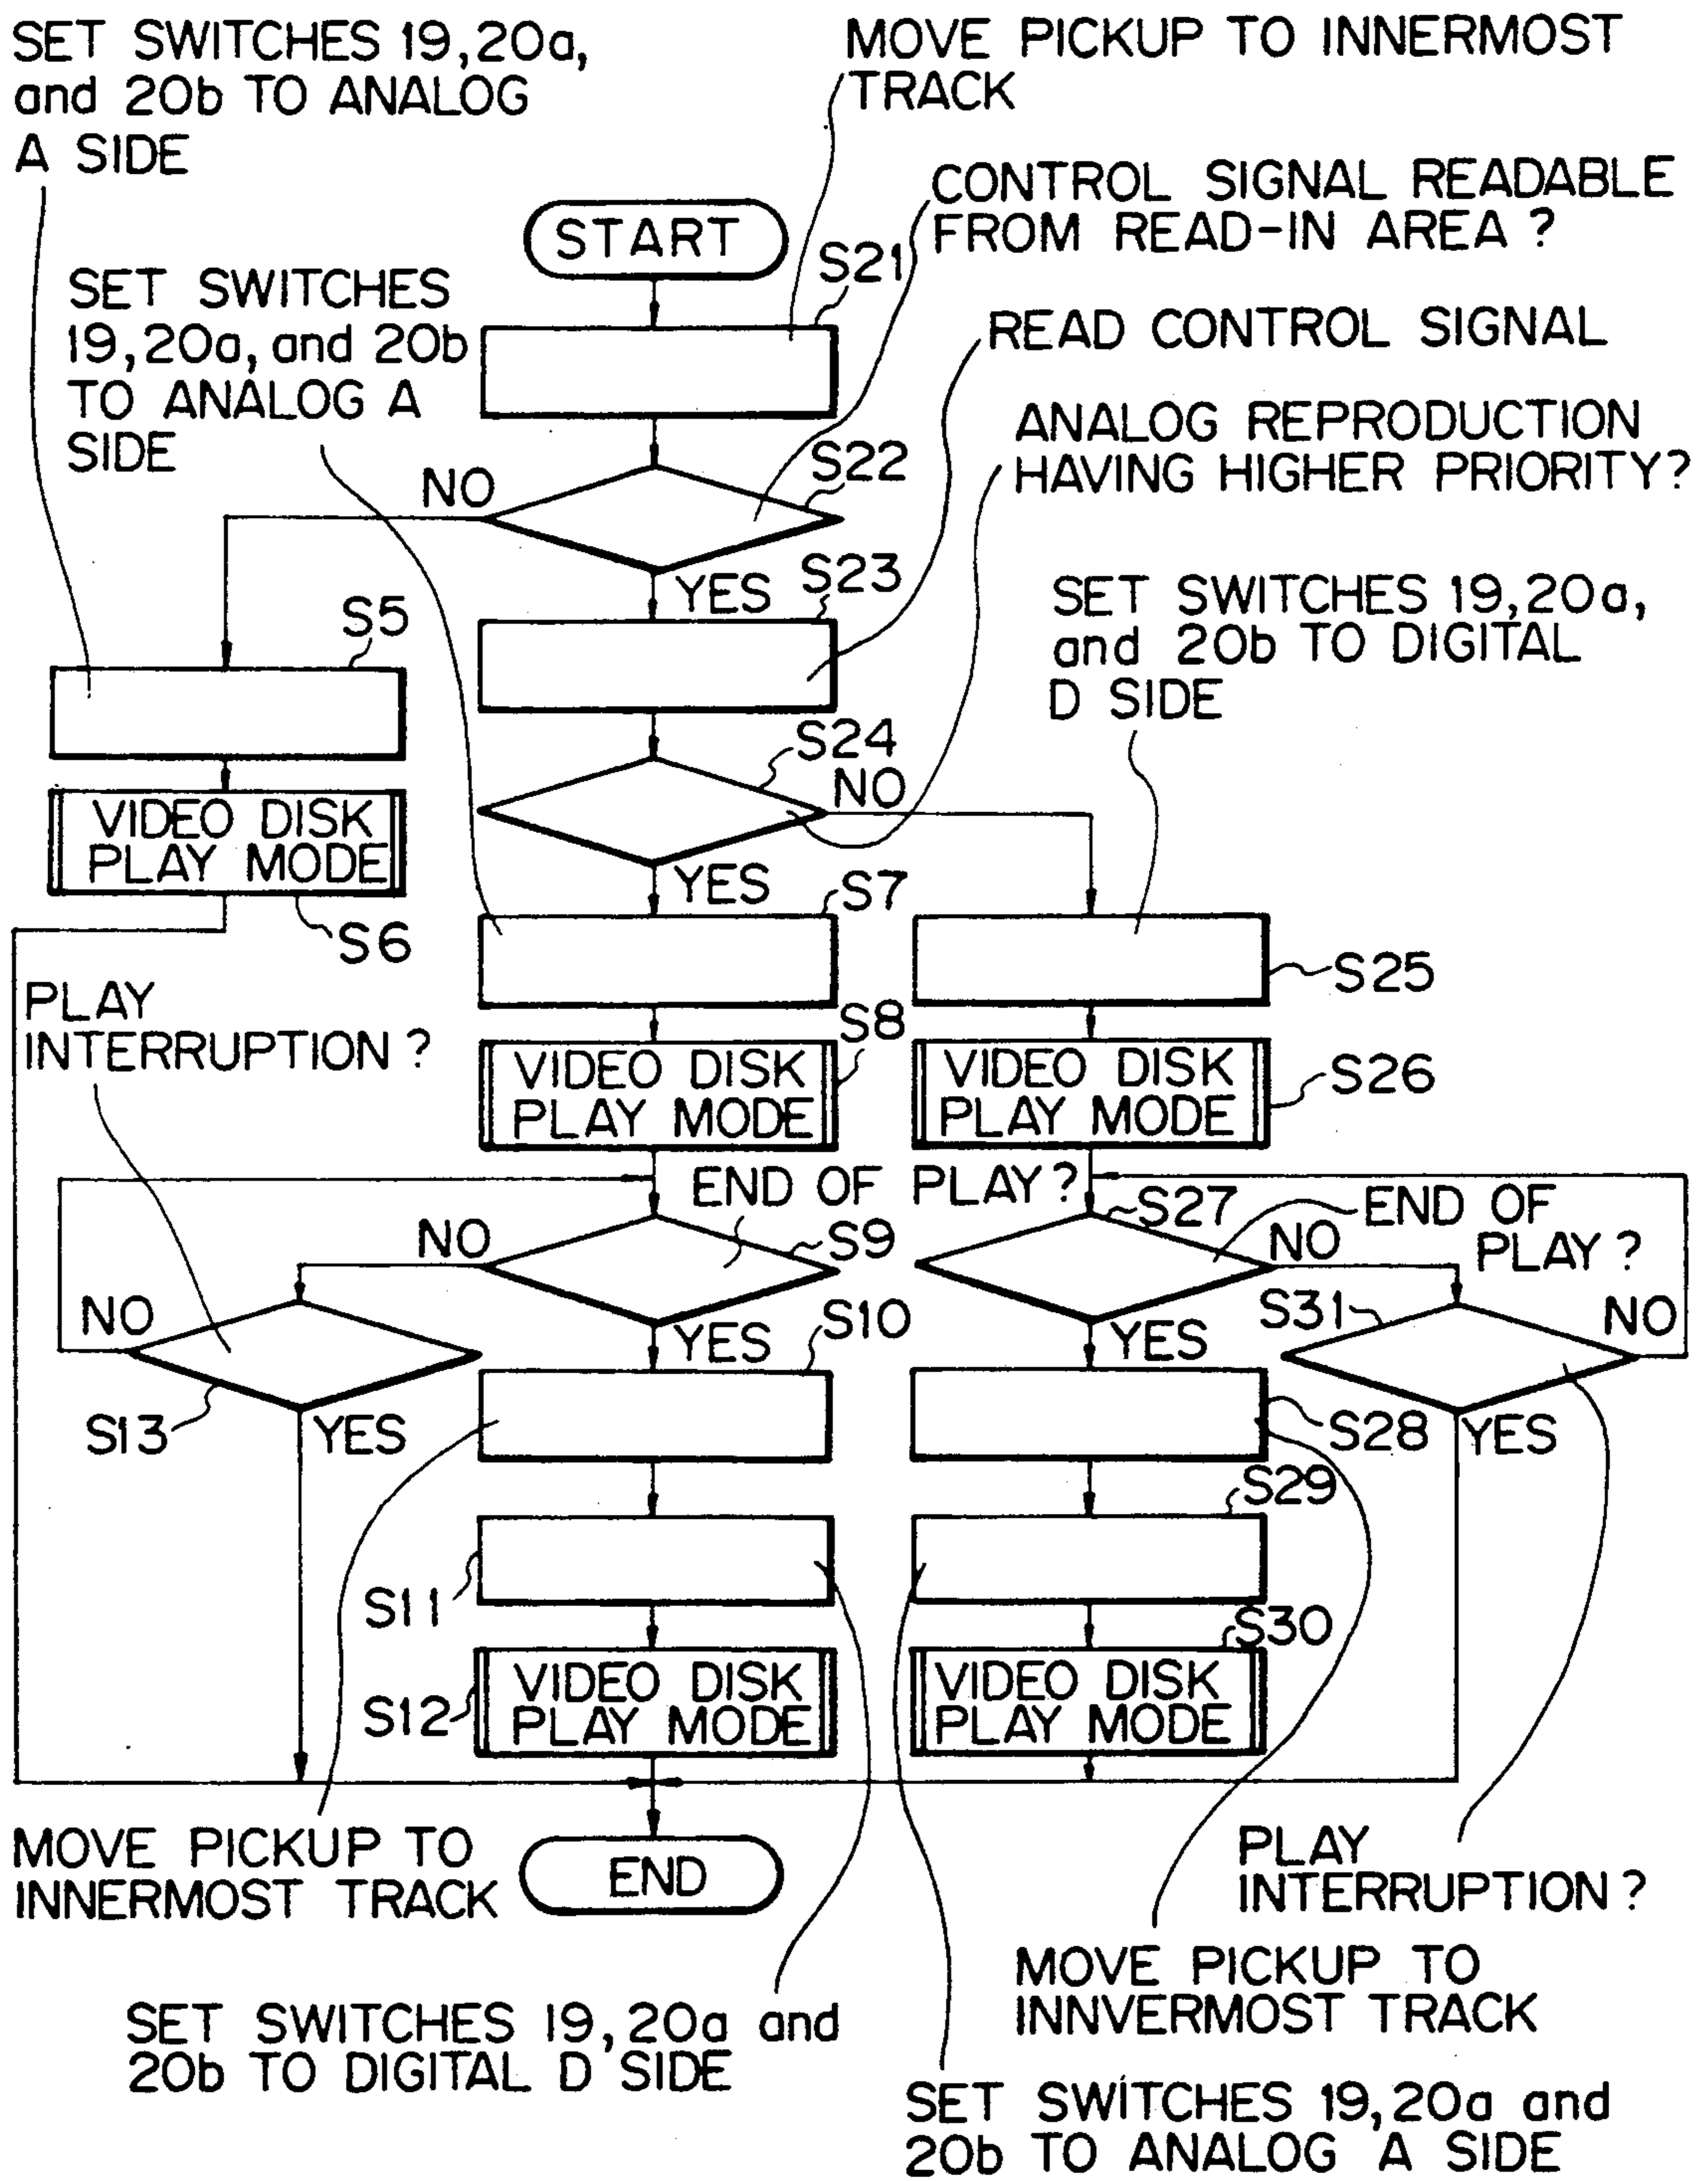 SET SWITCHES 19,20a,
and 20b TO ANALOG
A SIDE
MOVE PICKUP TO INNERMOST
TRACK
CONTROL SIGNAL READABLE
FROM READ-IN AREA?
START
S21
SET SWITCHES
19,20a, and 20b
TO ANALOG A
SIDE
READ CONTROL SIGNAL
ANALOG REPRODUCTION
HAVING HIGHER PRIORITY?
S22
NO
YES
S23
SET SWITCHES 19,20a,
and 20b TO DIGITAL
D SIDE
S5
S24
NO
VIDEO DISK
PLAY MODE
YES
S7
S6
S25
PLAY
INTERRUPTION?
S8
VIDEO DISK
PLAY MODE
VIDEO DISK
PLAY MODE
S26
END OF PLAY?
S27
END OF
PLAY?
NO
S9
NO
NO
S10
S31
NO
YES
YES
S13
YES
S28
YES
S29
S11
S30
VIDEO DISK
PLAY MODE
S12
VIDEO DISK
PLAY MODE
MOVE PICKUP TO
INNERMOST TRACK
END
PLAY
INTERRUPTION?
MOVE PICKUP TO
INNVERMOST TRACK
SET SWITCHES 19,20a and
20b TO DIGITAL D SIDE
SET SWITCHES 19,20a and
20b TO ANALOG A SIDE